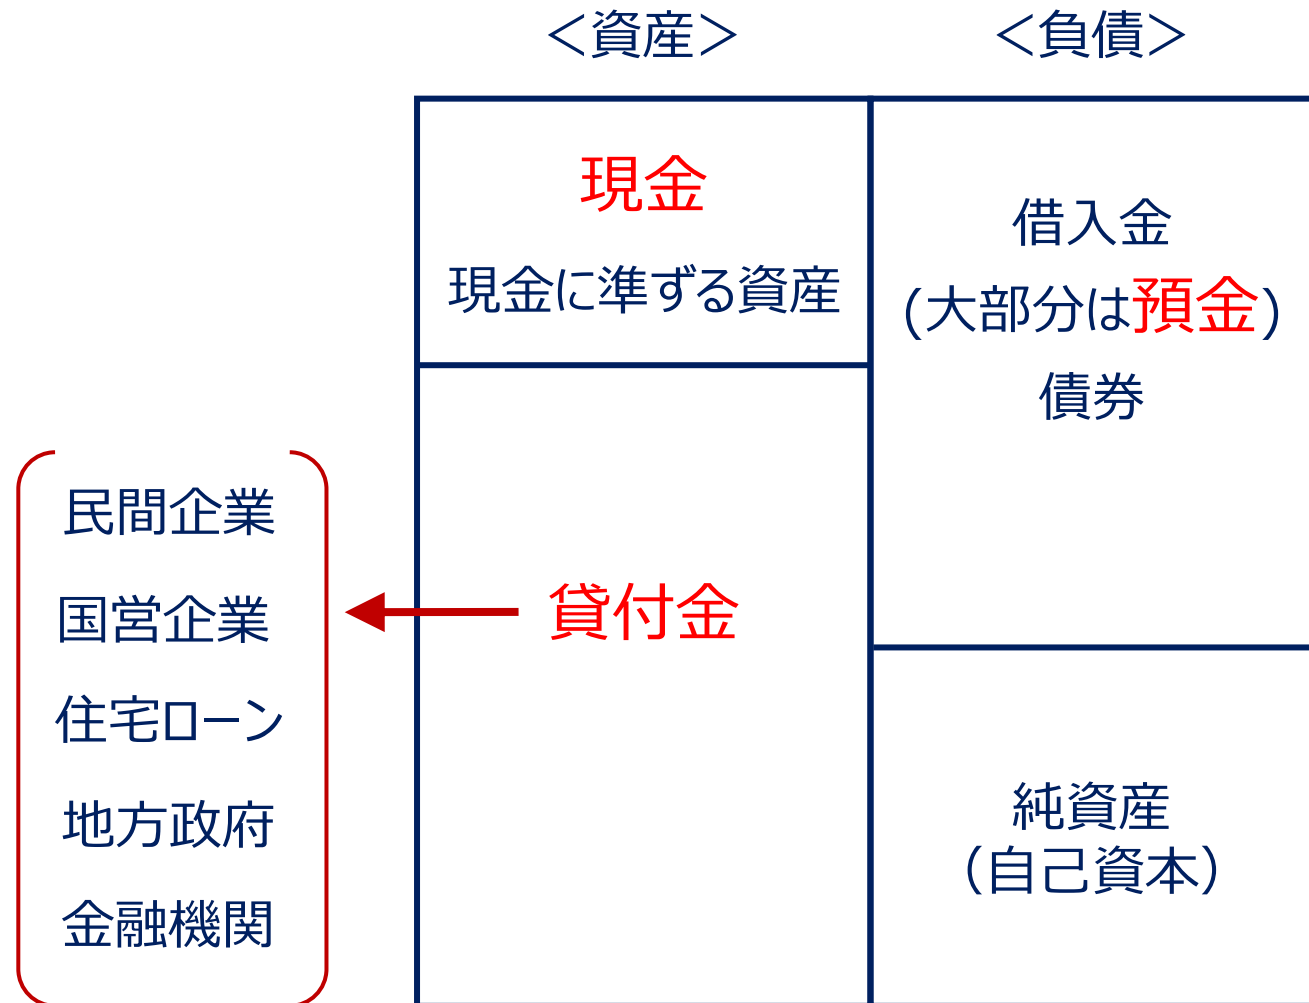 ＜資産＞
＜負債＞
現金
現金に準ずる資産
借入金
(大部分は預金)
債券
貸付金
民間企業
国営企業
住宅ローン
地方政府
金融機関
純資産
（自己資本）